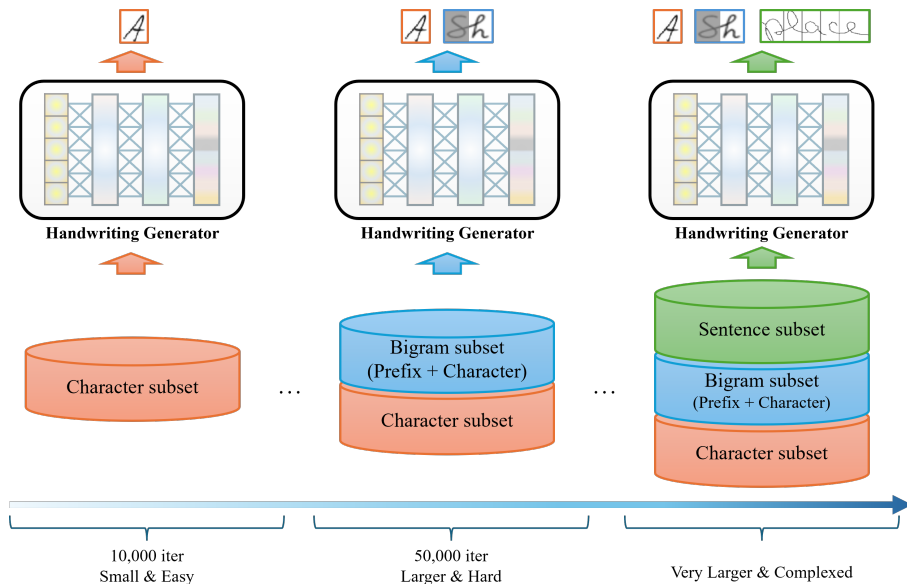 A
A
Sh
A
Sh
place
Handwriting Generator
Handwriting Generator
Handwriting Generator
Character subset
...
Bigram subset
(Prefix + Character)
Character subset
...
Sentence subset
Bigram subset
(Prefix + Character)
Character subset
10,000 iter
Small & Easy
50,000 iter
Larger & Hard
Very Larger & Complexed